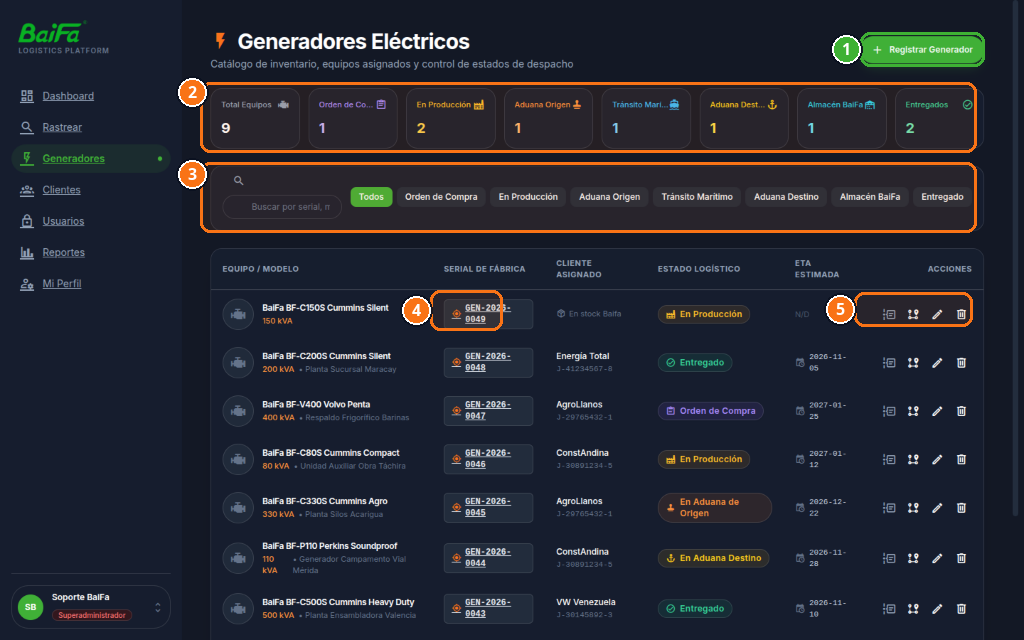 BaiFa
LOGISTICS PLATFORM
Dashboard
Rastrear
Generadores
Clientes
Usuarios
Reportes
Mi Perfil
SB
Soporte BaiFa
Superadministrador
Generadores Eléctricos
Catálogo de inventario, equipos asignados y control de estados de despacho
1
+ Registrar Generador
2
Total Equipos
9
Orden de Co...
1
En Producción
2
Aduana Origen
1
Tránsito Mari...
1
Aduana Dest...
1
Almacén BaiFa
1
Entregados
2
3
Buscar por serial, m
Todos
Orden de Compra
En Producción
Aduana Origen
Tránsito Marítimo
Aduana Destino
Almacén BaiFa
Entregado
EQUIPO / MODELO
SERIAL DE FÁBRICA
CLIENTE
ASIGNADO
ESTADO LOGÍSTICO
ETA
ESTIMADA
ACCIONES
BaiFa BF-C150S Cummins Silent
150 kVA
4
GEN-2026-
0049
En stock Baifa
En Producción
N/D
5
BaiFa BF-C200S Cummins Silent
200 kVA • Planta Sucursal Maracay
GEN-2026-
0048
Energía Total
J-41234567-8
Entregado
2026-11-
05
BaiFa BF-V400 Volvo Penta
400 kVA • Respaldo Frigorífico Barinas
GEN-2026-
0047
AgroLlanos
J-29765432-1
Orden de Compra
2027-01-
25
BaiFa BF-C80S Cummins Compact
80 kVA • Unidad Auxiliar Obra Táchira
GEN-2026-
0046
ConstAndina
J-30891234-5
En Producción
2027-01-
12
BaiFa BF-C330S Cummins Agro
330 kVA • Planta Silos Acarigua
GEN-2026-
0045
AgroLlanos
J-29765432-1
En Aduana de
Origen
2026-12-
22
BaiFa BF-P110 Perkins Soundproof
110
kVA
• Generador Campamento Vial
Mérida
GEN-2026-
0044
ConstAndina
J-30891234-5
En Aduana Destino
2026-11-
28
BaiFa BF-C500S Cummins Heavy Duty
500 kVA • Planta Ensambladora Valencia
GEN-2026-
0043
VW Venezuela
J-30145892-3
Entregado
2026-11-
10